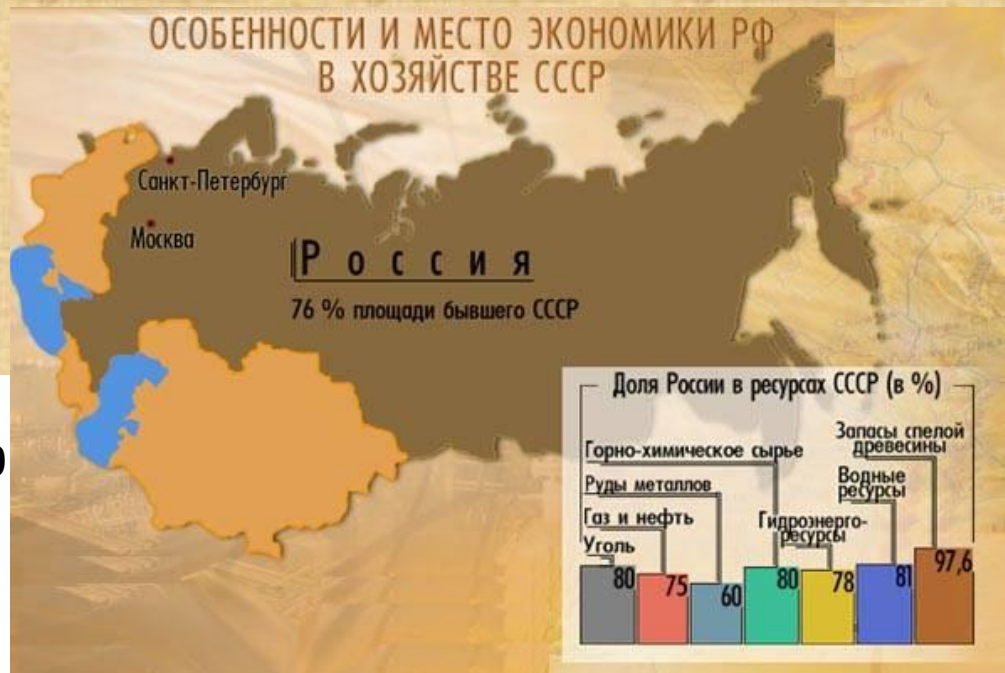 ОСОБЕННОСТИ И МЕСТО ЭКОНОМИКИ РФ
В ХОЗЯЙСТВЕ СССР
Санкт-Петербург
Москва
Россия
76 % площади бывшего СССР
Доля России в ресурсах СССР (в %)
Горно-химическое сырье
Руды металлов
Газ и нефть
Уголь
Гидроэнерго-
ресурсы
Запасы спелой
древесины
Водные
ресурсы
80
75
60
80
78
81
97,6